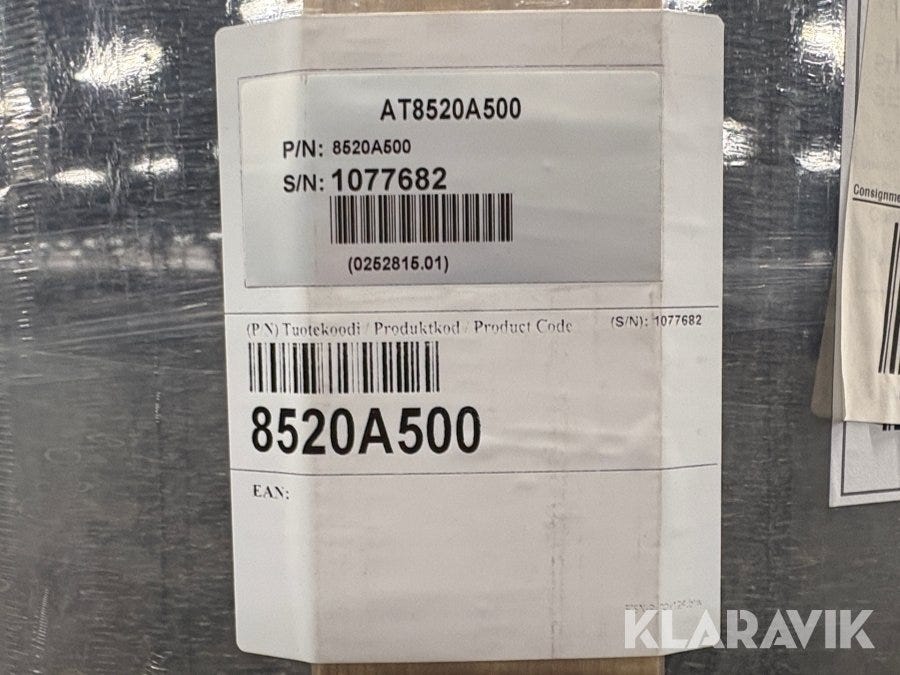 AT8520A500
P/N: 8520A500
S/N: 1077682
(0252815.01)
(P/N) Tuotekoodi / Produktkod / Product Code
(S/N): 1077682
8520A500
EAN:
Consignme
KLARAVIK